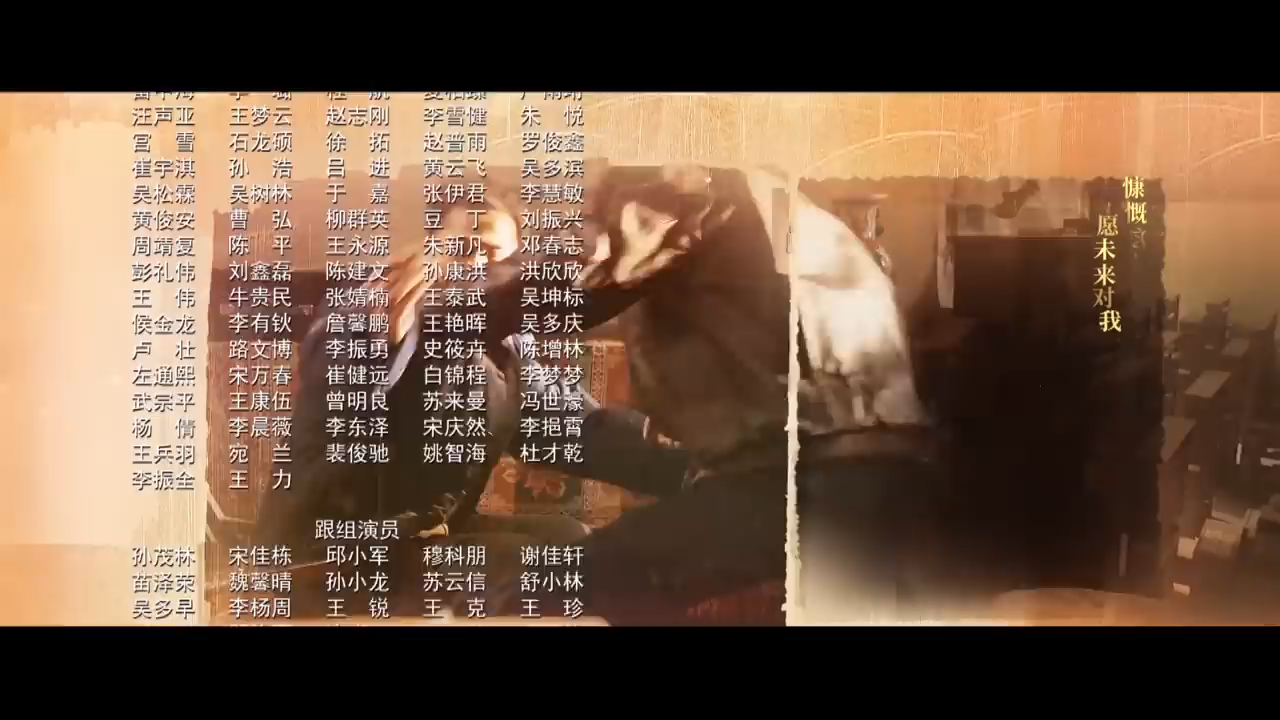 汪声亚 王梦云 赵志刚 李雪健 朱 悦
宫 雪 石龙硕 徐 拓 赵普雨 罗俊鑫
崔宇淇 孙 浩 吕 进 黄云飞 吴多滨
吴松霖 吴树林 于 嘉 张伊君 李慧敏
黄俊安 曹 弘 柳群英 豆 丁 刘振兴
周靖复 陈 平 王永源 朱新凡 邓春志
彭礼伟 刘鑫磊 陈建文 孙康洪 洪欣欣
王 伟 牛贵民 张婧楠 王泰武 吴坤标
侯金龙 李有钦 詹馨鹏 王艳晖 吴多庆
卢 壮 路文博 李振勇 史筱卉 陈增林
左通熙 宋万春 崔健远 白锦程 李梦梦
武宗平 王康伍 曾明良 苏来曼 冯世濠
杨 倩 李晨薇 李东泽 宋庆然、 李挹霄
王兵羽 宛 兰 裴俊驰 姚智海 杜才乾
李振全 王 力
跟组演员
孙茂林 宋佳栋 邱小军 穆科朋 谢佳轩
苗泽荣 魏馨晴 孙小龙 苏云信 舒小林
吴多早 李杨周 王 锐 王 克 王 珍
慷慨
愿未来对我